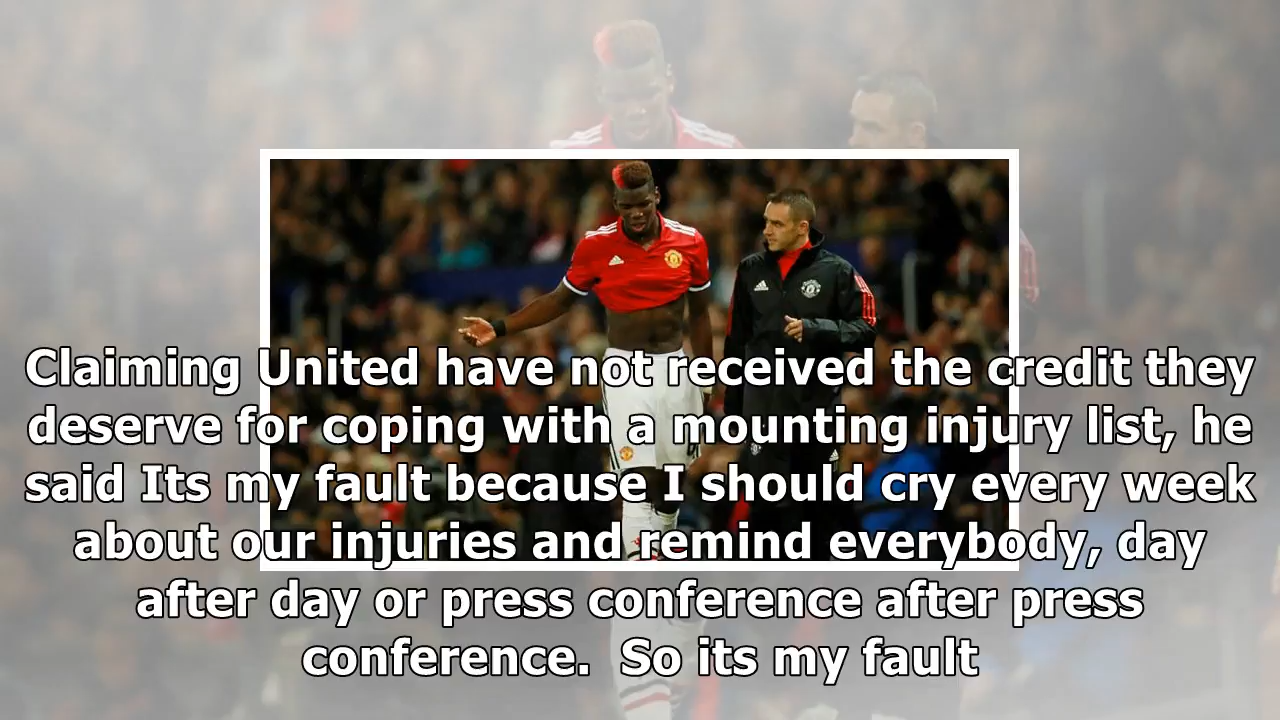 Claiming United have not received the credit they
deserve for coping with a mounting injury list, he
said Its my fault because I should cry every week
about our injuries and remind everybody, day
after day or press conference after press
conference.  So its my fault